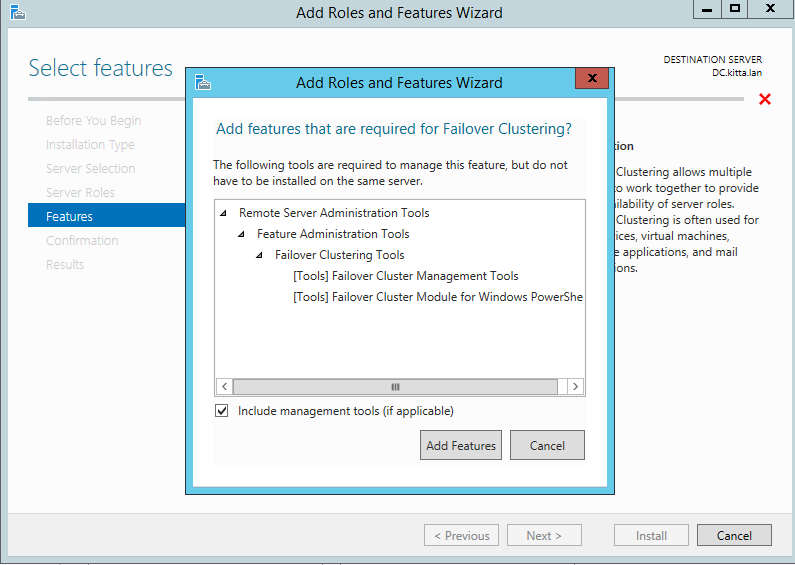 Add Roles and Features Wizard
Select features
DESTINATION SERVER
DC.kitta.lan
Before You Begin
Installation Type
Server Selection
Server Roles
Features
Confirmation
Results
Add Roles and Features Wizard
Add features that are required for Failover Clustering?
The following tools are required to manage this feature, but do not
have to be installed on the same server.
Remote Server Administration Tools
Feature Administration Tools
Failover Clustering Tools
[Tools] Failover Cluster Management Tools
[Tools] Failover Cluster Module for Windows PowerShe
Include management tools (if applicable)
Add Features
Cancel
Clustering allows multiple
to work together to provide
of server roles.
Clustering is often used for
virtual machines,
applications, and mail
< Previous
Next >
Install
Cancel